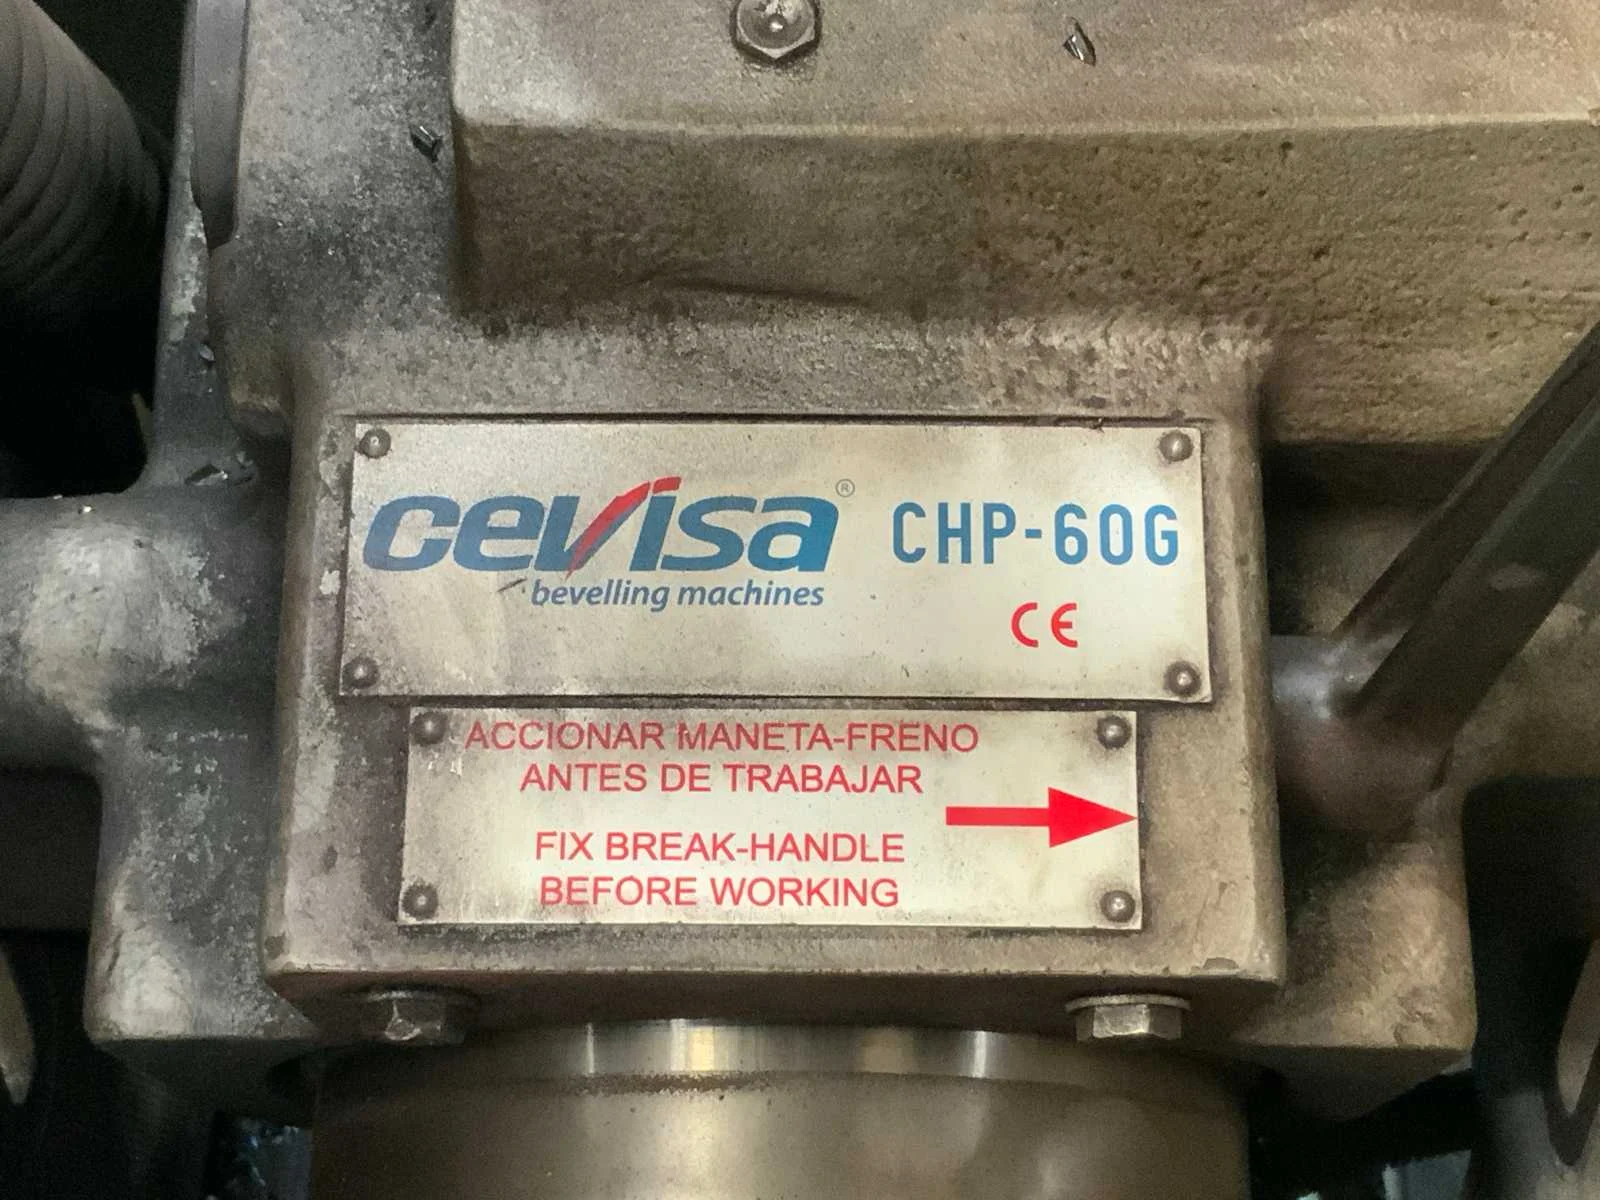 cevisa® CHP-60G
bevelling machines
CE
ACCIONAR MANETA-FRENO
ANTES DE TRABAJAR
FIX BREAK-HANDLE
BEFORE WORKING